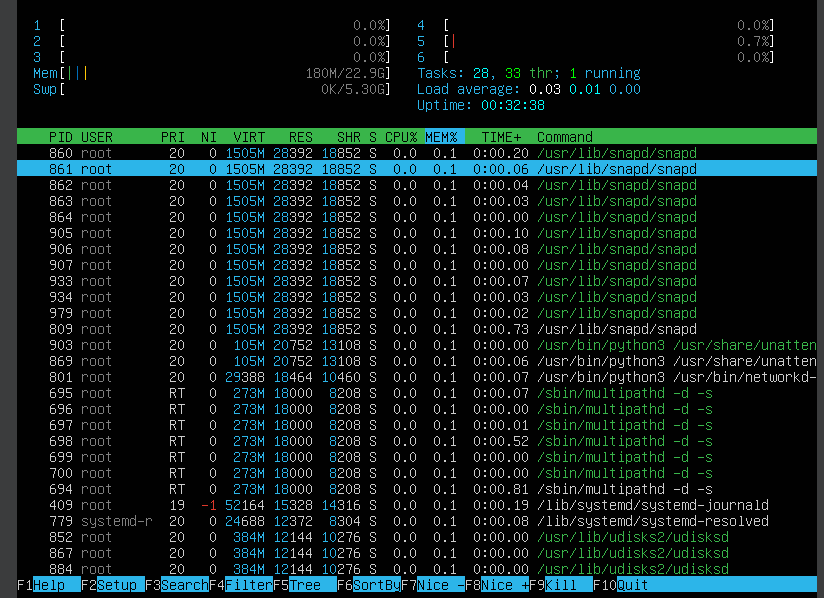 1 [ 0.0%] 4 [ 0.0%]
2 [ 0.0%] 5 [| 0.7%]
3 [ 0.0%] 6 [ 0.0%]
Mem[||| 180M/22.9G] Tasks: 28, 33 thr; 1 running
Swp[ 0K/5.30G] Load average: 0.03 0.01 0.00
Uptime: 00:32:38
PID USER PRI NI VIRT RES SHR S CPU% MEM% TIME+ Command
860 root 20 0 1505M 28392 18852 S 0.0 0.1 0:00.20 /usr/lib/snapd/snapd
861 root 20 0 1505M 28392 18852 S 0.0 0.1 0:00.06 /usr/lib/snapd/snapd
862 root 20 0 1505M 28392 18852 S 0.0 0.1 0:00.04 /usr/lib/snapd/snapd
863 root 20 0 1505M 28392 18852 S 0.0 0.1 0:00.03 /usr/lib/snapd/snapd
864 root 20 0 1505M 28392 18852 S 0.0 0.1 0:00.00 /usr/lib/snapd/snapd
905 root 20 0 1505M 28392 18852 S 0.0 0.1 0:00.10 /usr/lib/snapd/snapd
906 root 20 0 1505M 28392 18852 S 0.0 0.1 0:00.08 /usr/lib/snapd/snapd
907 root 20 0 1505M 28392 18852 S 0.0 0.1 0:00.00 /usr/lib/snapd/snapd
933 root 20 0 1505M 28392 18852 S 0.0 0.1 0:00.07 /usr/lib/snapd/snapd
934 root 20 0 1505M 28392 18852 S 0.0 0.1 0:00.03 /usr/lib/snapd/snapd
979 root 20 0 1505M 28392 18852 S 0.0 0.1 0:00.02 /usr/lib/snapd/snapd
809 root 20 0 1505M 28392 18852 S 0.0 0.1 0:00.73 /usr/lib/snapd/snapd
903 root 20 0 105M 20752 13108 S 0.0 0.1 0:00.00 /usr/bin/python3 /usr/share/unatten
869 root 20 0 105M 20752 13108 S 0.0 0.1 0:00.06 /usr/bin/python3 /usr/share/unatten
801 root 20 0 29388 18464 10460 S 0.0 0.1 0:00.07 /usr/bin/python3 /usr/bin/networkd-
695 root RT 0 273M 18000 8208 S 0.0 0.1 0:00.07 /sbin/multipathd -d -s
696 root RT 0 273M 18000 8208 S 0.0 0.1 0:00.00 /sbin/multipathd -d -s
697 root RT 0 273M 18000 8208 S 0.0 0.1 0:00.01 /sbin/multipathd -d -s
698 root RT 0 273M 18000 8208 S 0.0 0.1 0:00.52 /sbin/multipathd -d -s
699 root RT 0 273M 18000 8208 S 0.0 0.1 0:00.00 /sbin/multipathd -d -s
700 root RT 0 273M 18000 8208 S 0.0 0.1 0:00.00 /sbin/multipathd -d -s
694 root RT 0 273M 18000 8208 S 0.0 0.1 0:00.81 /sbin/multipathd -d -s
409 root 19 -1 52164 15328 14316 S 0.0 0.1 0:00.19 /lib/systemd/systemd-journald
779 systemd-r 20 0 24688 12372 8304 S 0.0 0.1 0:00.08 /lib/systemd/systemd-resolved
852 root 20 0 384M 12144 10276 S 0.0 0.1 0:00.00 /usr/lib/udisks2/udisksd
867 root 20 0 384M 12144 10276 S 0.0 0.1 0:00.00 /usr/lib/udisks2/udisksd
884 root 20 0 384M 12144 10276 S 0.0 0.1 0:00.00 /usr/lib/udisks2/udisksd
F1Help F2Setup F3SearchF4FilterF5Tree F6SortByF7Nice -F8Nice +F9Kill F10Quit